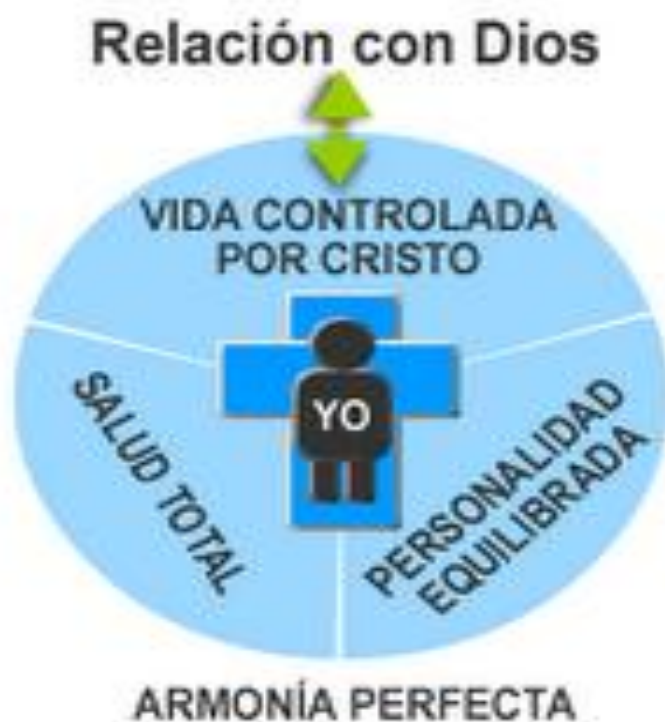 Relación con Dios
VIDA CONTROLADA
POR CRISTO
SALUD TOTAL
YO
PERSONALIDAD
EQUILIBRADA
ARMONÍA PERFECTA